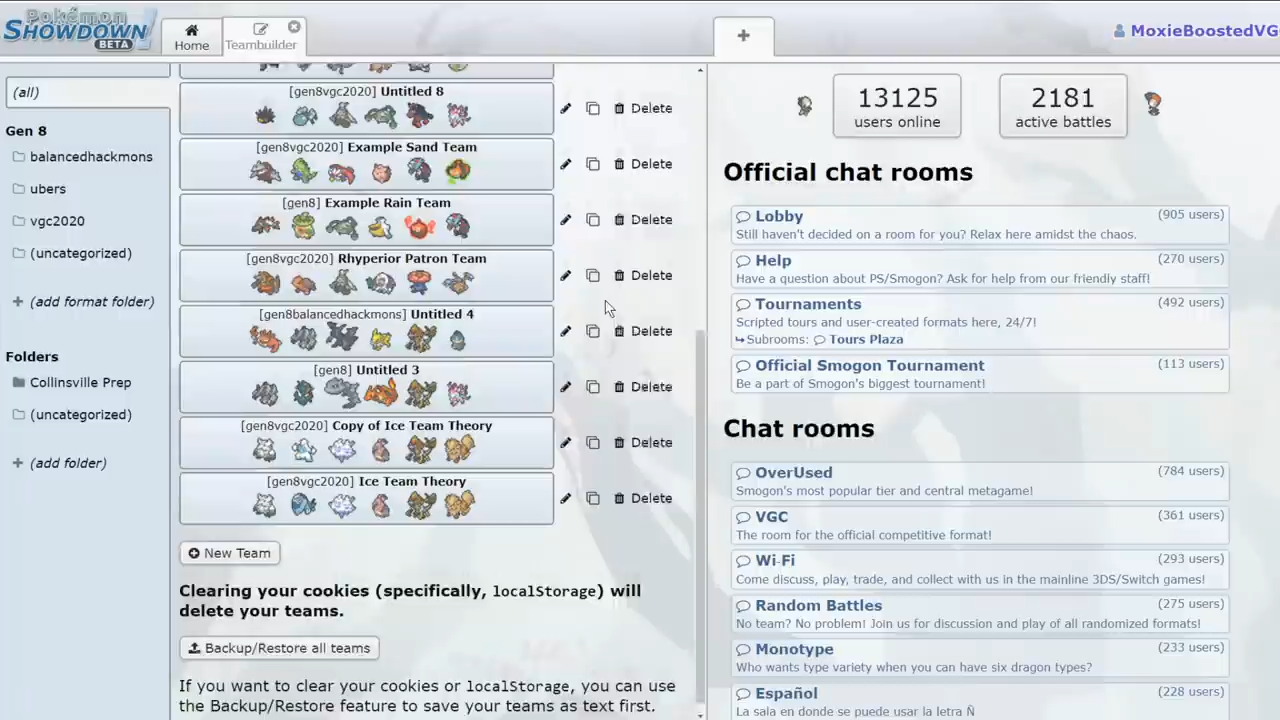 Pokémon
SHOWDOWN!
BETA
Home
Teambuilder
+
MoxieBoostedVG
(all)
Gen 8
balancedhackmons
ubers
vgc2020
(uncategorized)
+ (add format folder)
Folders
Collinsville Prep
(uncategorized)
+ (add folder)
[gen8vgc2020] Untitled 8
Delete
[gen8vgc2020] Example Sand Team
Delete
[gen8] Example Rain Team
Delete
[gen8vgc2020] Rhyperior Patron Team
Delete
[gen8balancedhackmons] Untitled 4
Delete
[gen8] Untitled 3
Delete
[gen8vgc2020] Copy of Ice Team Theory
Delete
[gen8vgc2020] Ice Team Theory
Delete
New Team
Clearing your cookies (specifically, localStorage) will
delete your teams.
Backup/Restore all teams
If you want to clear your cookies or localStorage, you can use
the Backup/Restore feature to save your teams as text first.
13125
users online
2181
active battles
Official chat rooms
Lobby (905 users)
Still haven't decided on a room for you? Relax here amidst the chaos.
Help (270 users)
Have a question about PS/Smogon? Ask for help from our friendly staff!
Tournaments (492 users)
Scripted tours and user-created formats here, 24/7!
↳Subrooms: Tours Plaza
Official Smogon Tournament (113 users)
Be a part of Smogon's biggest tournament!
Chat rooms
OverUsed (784 users)
Smogon's most popular tier and central metagame!
VGC (361 users)
The room for the official competitive format!
Wi-Fi (293 users)
Come discuss, play, trade, and collect with us in the mainline 3DS/Switch games!
Random Battles (275 users)
No team? No problem! Join us for discussion and play of all randomized formats!
Monotype (233 users)
Who wants type variety when you can have six dragon types?
Español (228 users)
La sala en donde se puede usar la letra Ñ